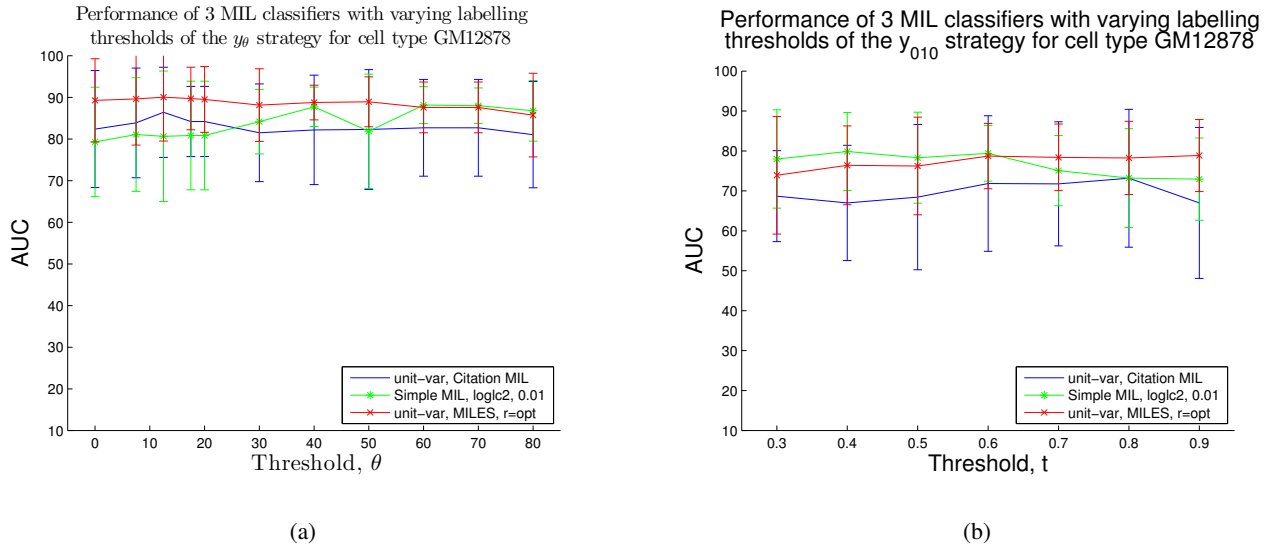 Performance of 3 MIL classifiers with varying labelling
thresholds of the y_θ strategy for cell type GM12878
100
90
80
70
60
50
40
30
20
10
AUC
unit−var, Citation MIL
Simple MIL, loglc2, 0.01
unit−var, MILES, r=opt
0 10 20 30 40 50 60 70 80
Threshold, θ
(a)
Performance of 3 MIL classifiers with varying labelling
thresholds of the y_010 strategy for cell type GM12878
100
90
80
70
60
50
40
30
20
10
AUC
unit−var, Citation MIL
Simple MIL, loglc2, 0.01
unit−var, MILES, r=opt
0.3 0.4 0.5 0.6 0.7 0.8 0.9
Threshold, t
(b)